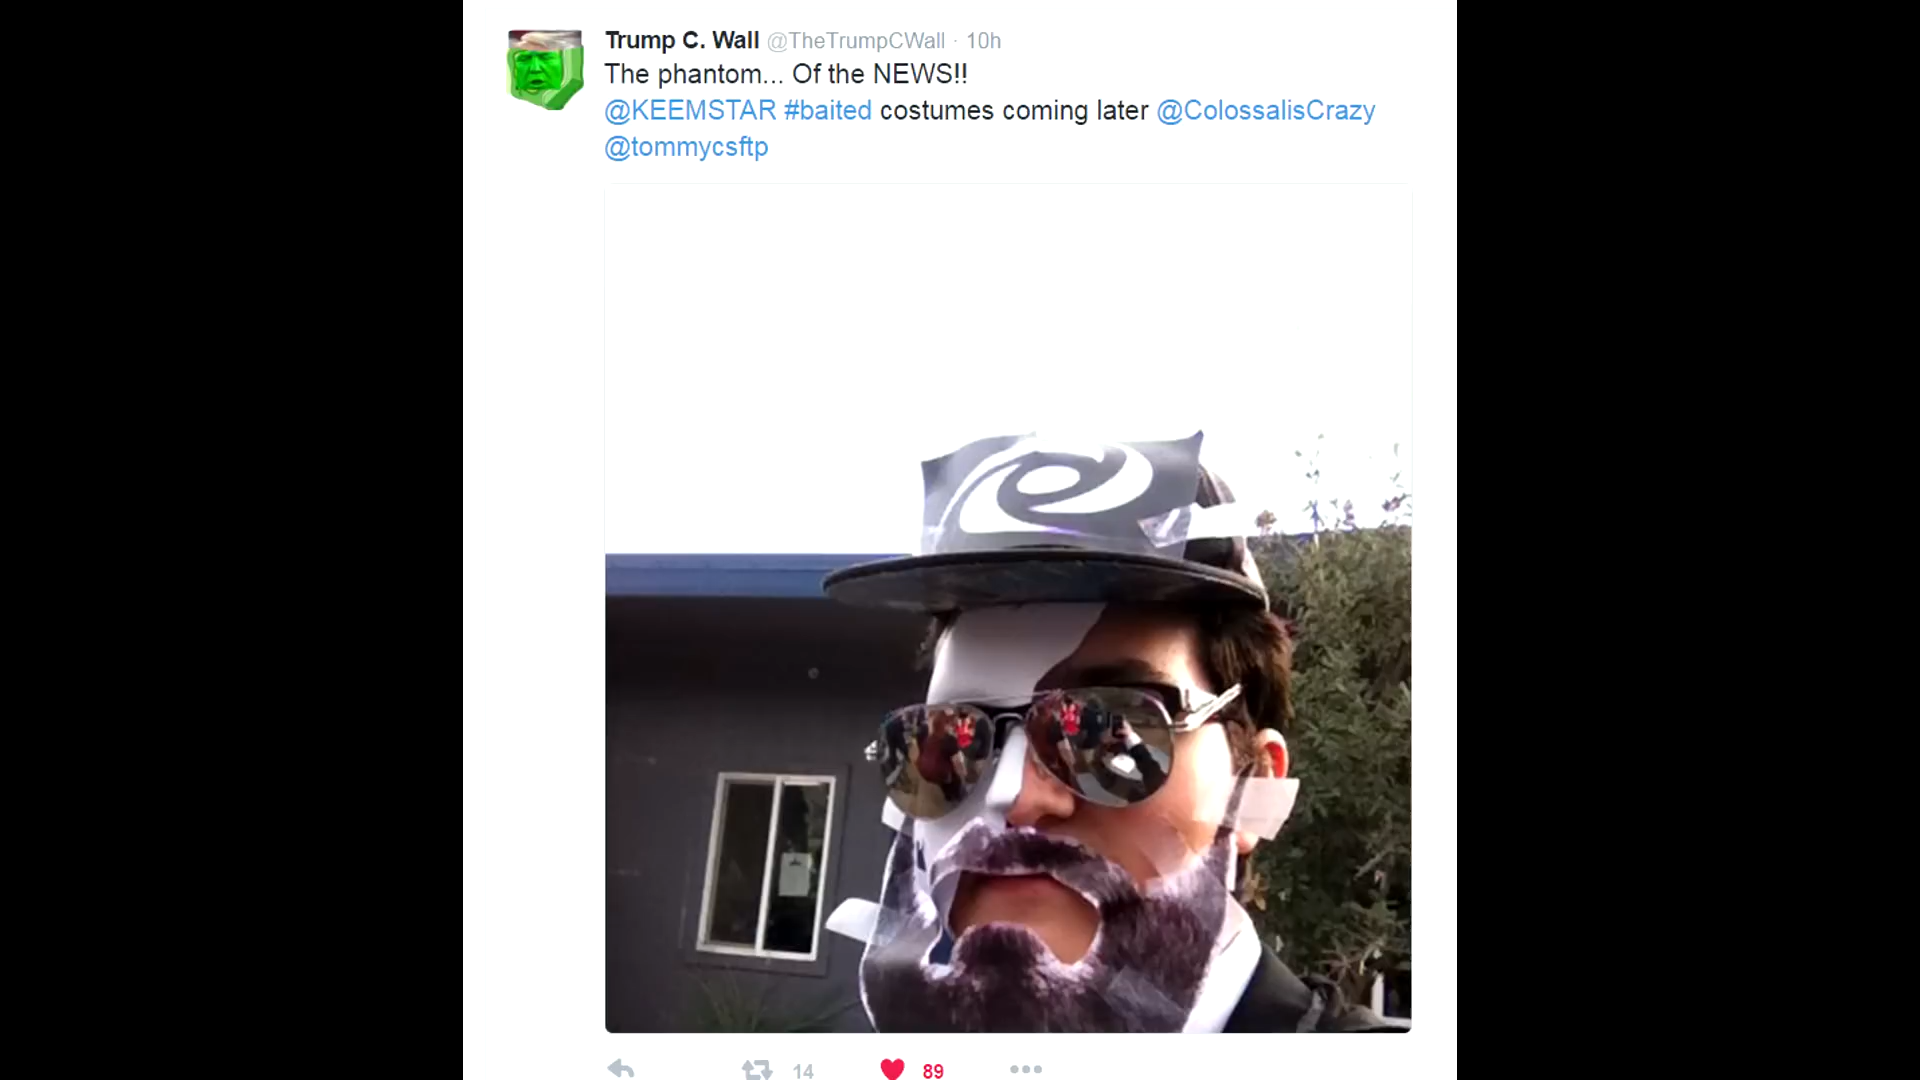 Trump C. Wall @TheTrumpCWall · 10h
The phantom... Of the NEWS!!
@KEEMSTAR #baited costumes coming later @ColossalisCrazy
@tommycsftp
14 89